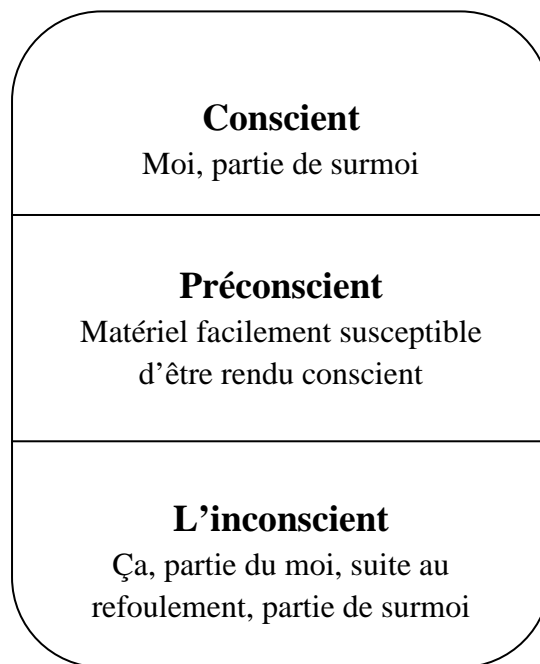 Conscient
Moi, partie de surmoi
Préconscient
Matériel facilement susceptible
d’être rendu conscient
L’inconscient
Ça, partie du moi, suite au
refoulement, partie de surmoi